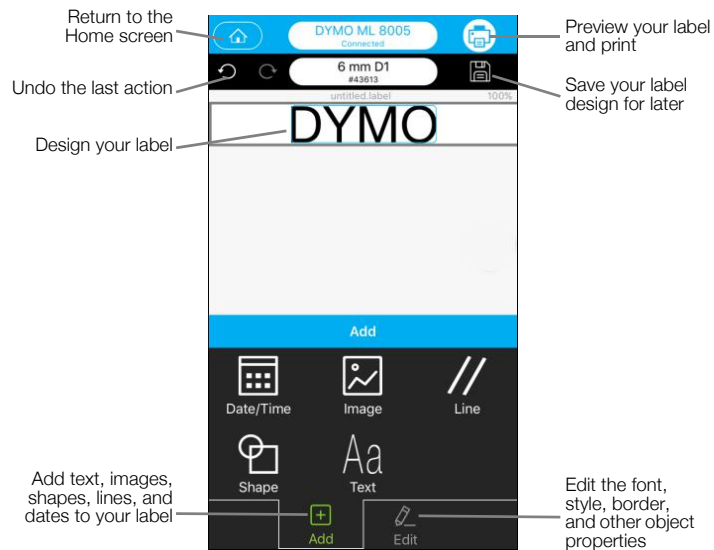 Return to the
Home screen
DYMO ML 8005
Connected
Preview your label
and print
Undo the last action
6 mm D1
#43613
Save your label
design for later
untitled.label
100%
Design your label
DYMO
Add
Date/Time
Image
Line
Shape
Text
Add text, images,
shapes, lines, and
dates to your label
Add
Edit
Edit the font,
style, border,
and other object
properties